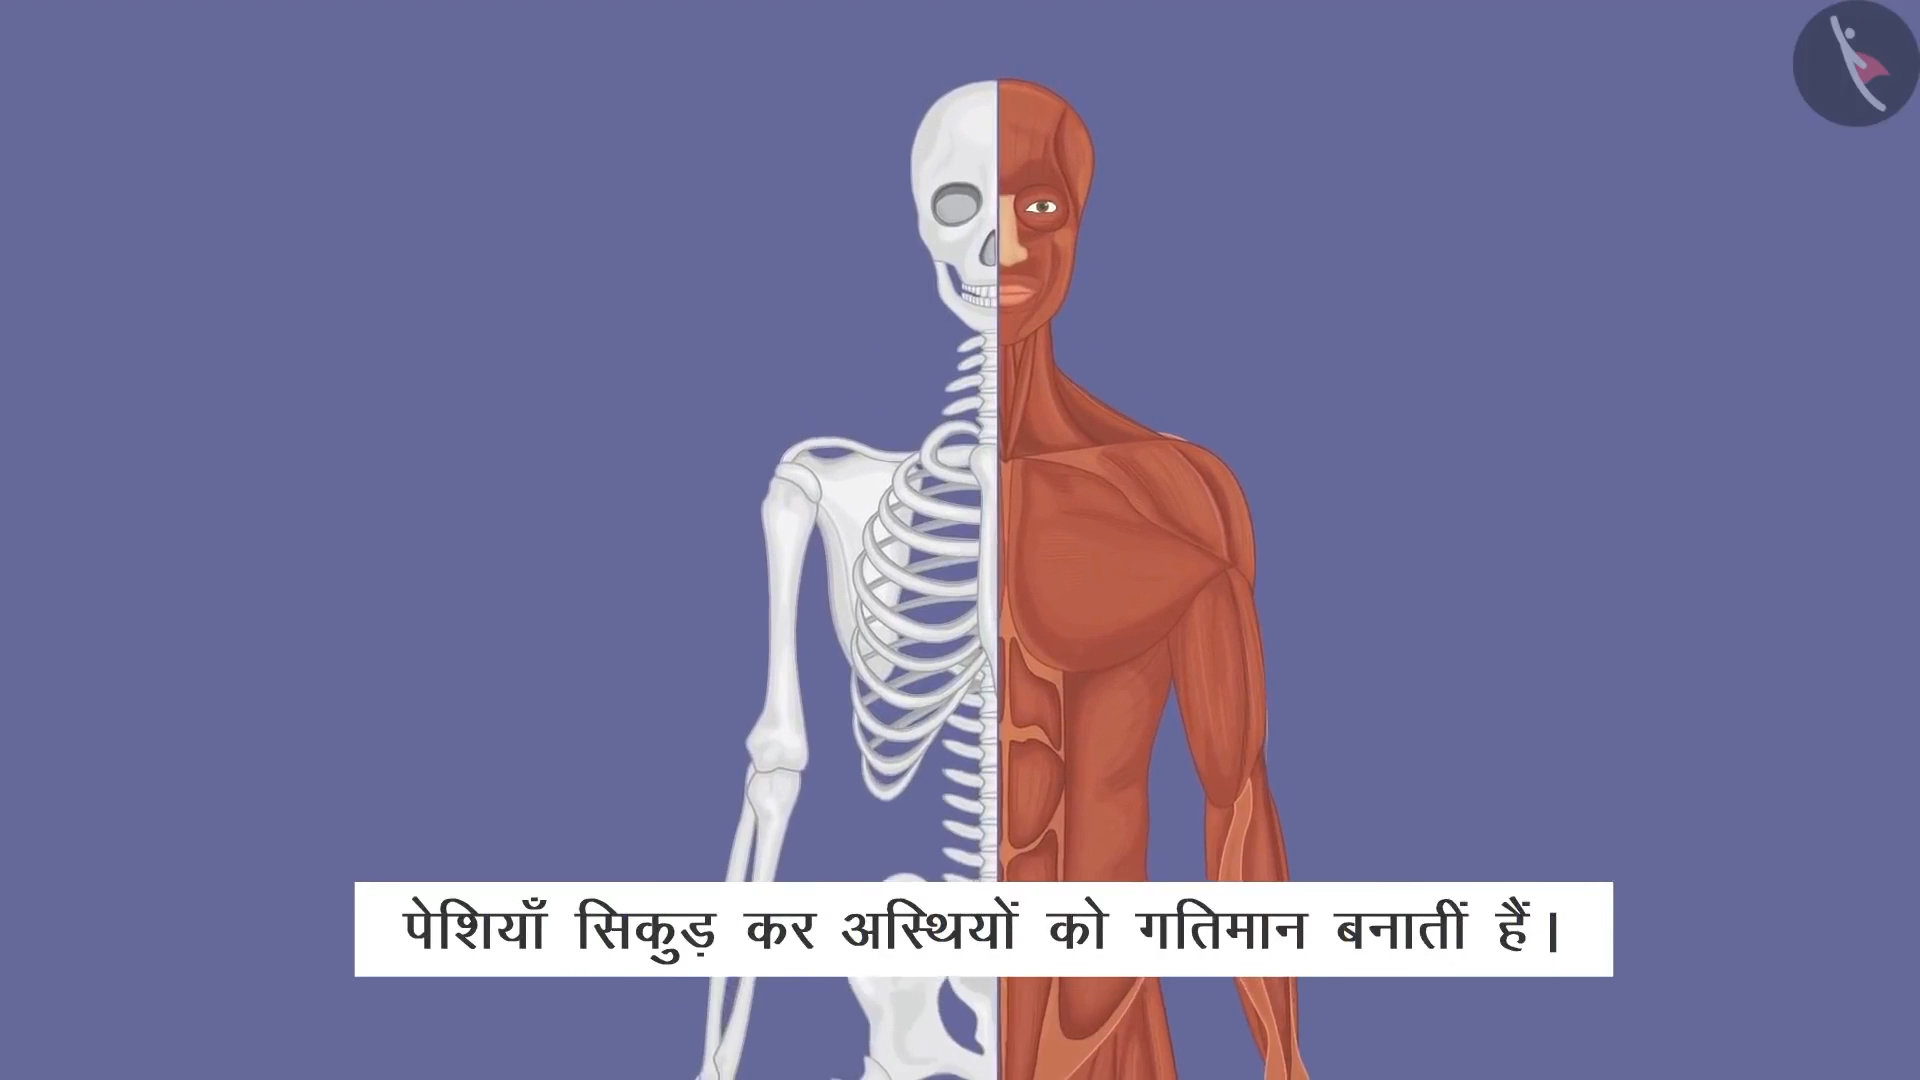 पेशियाँ सिकुड़ कर अस्थियों को गतिमान बनातीं हैं।